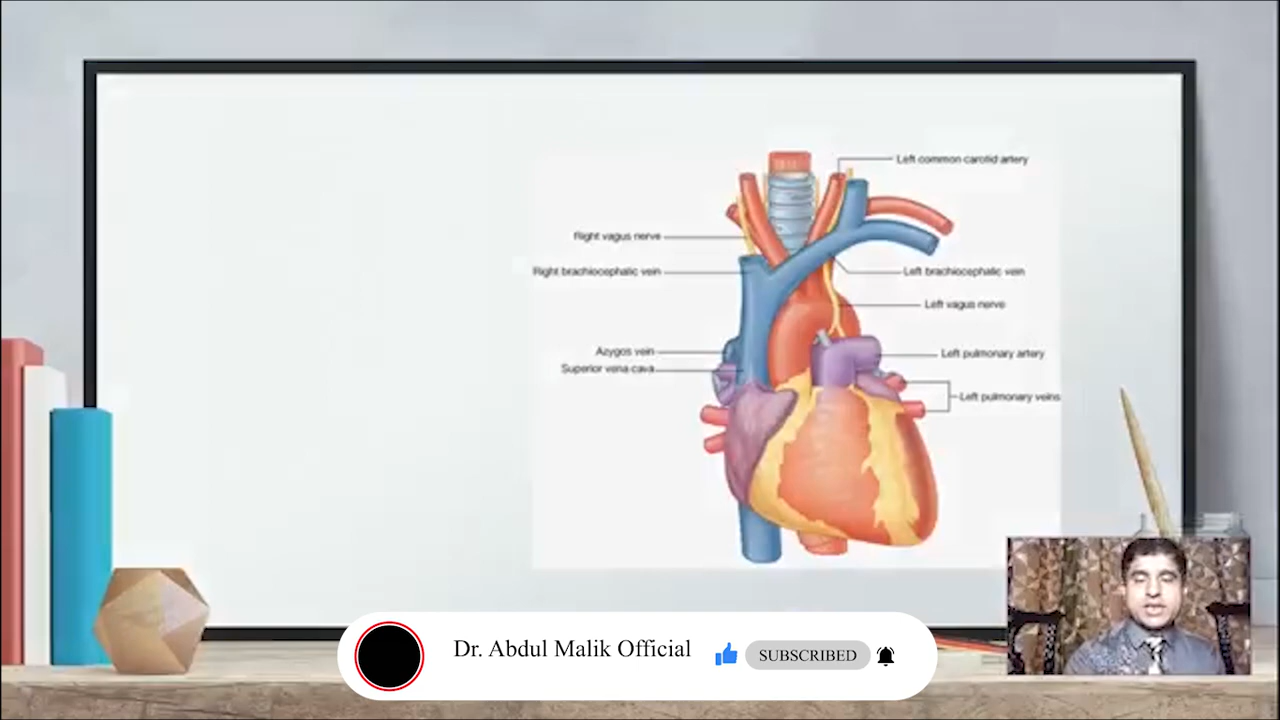 Left common carotid artery
Right vagus nerve
Right brachiocephalic vein
Left brachiocephalic vein
Left vagus nerve
Azygos vein
Left pulmonary artery
Superior vena cava
Left pulmonary veins
Dr. Abdul Malik Official
SUBSCRIBED